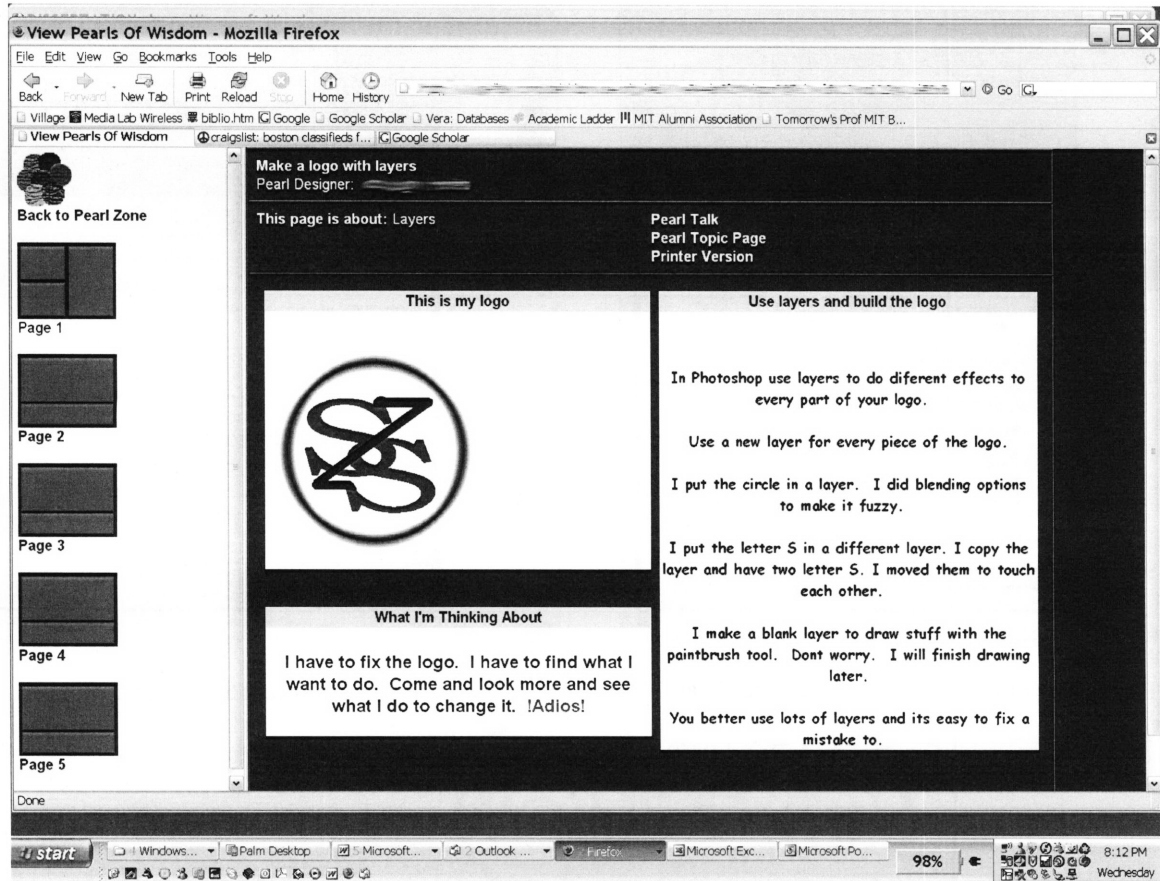 View Pearls Of Wisdom - Mozilla Firefox
File Edit View Go Bookmarks Tools Help
Back Forward New Tab Print Reload Stop Home History Go G
Village Media Lab Wireless biblio.htm Google Google Scholar Vera: Databases Academic Ladder MIT Alumni Association Tomorrow's Prof MIT B...
View Pearls Of Wisdom craigslist: boston classifieds f... Google Scholar
Back to Pearl Zone
Page 1
Page 2
Page 3
Page 4
Page 5
Make a logo with layers
Pearl Designer:
This page is about: Layers
Pearl Talk
Pearl Topic Page
Printer Version
This is my logo
SZS
What I'm Thinking About
I have to fix the logo. I have to find what I
want to do. Come and look more and see
what I do to change it. !Adios!
Use layers and build the logo
In Photoshop use layers to do diferent effects to
every part of your logo.
Use a new layer for every piece of the logo.
I put the circle in a layer. I did blending options
to make it fuzzy.
I put the letter S in a different layer. I copy the
layer and have two letter S. I moved them to touch
each other.
I make a blank layer to draw stuff with the
paintbrush tool. Dont worry. I will finish drawing
later.
You better use lots of layers and its easy to fix a
mistake to.
Done
start 4 Windows... Palm Desktop 5 Microsoft... 2 Outlook ... Firefox Microsoft Exc... Microsoft Po... 98% 8:12 PM
Wednesday